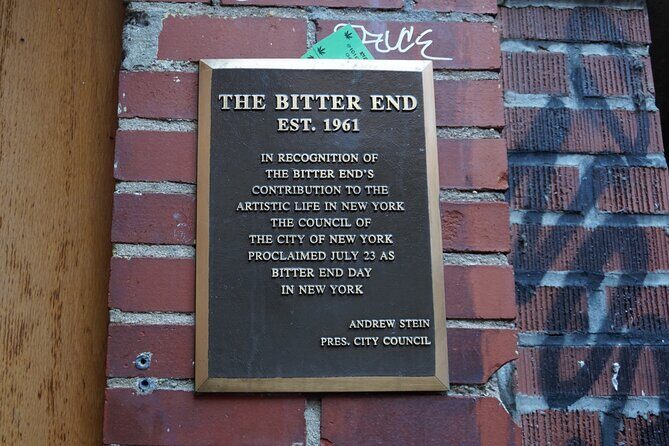 THE BITTER END
EST. 1961
IN RECOGNITION OF
THE BITTER END'S
CONTRIBUTION TO THE
ARTISTIC LIFE IN NEW YORK
THE COUNCIL OF
THE CITY OF NEW YORK
PROCLAIMED JULY 23 AS
BITTER END DAY
IN NEW YORK
ANDREW STEIN
PRES. CITY COUNCIL